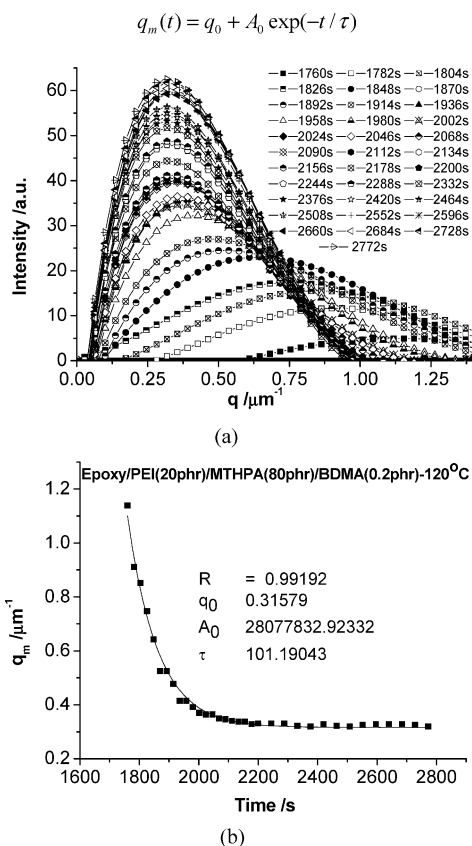 qₘ(t) = q₀ + A₀ exp(−t / τ)
Intensity /a.u.
60
50
40
30
20
10
0
1760s 1782s 1804s
1826s 1848s 1870s
1892s 1914s 1936s
1958s 1980s 2002s
2024s 2046s 2068s
2090s 2112s 2134s
2156s 2178s 2200s
2244s 2288s 2332s
2376s 2420s 2464s
2508s 2552s 2596s
2660s 2684s 2728s
2772s
0.00 0.25 0.50 0.75 1.00 1.25
q /μm⁻¹
(a)
Epoxy/PEI(20phr)/MTHPA(80phr)/BDMA(0.2phr)-120°C
qₘ /μm⁻¹
1.2
1.0
0.8
0.6
0.4
0.2
R = 0.99192
q₀ 0.31579
A₀ 28077832.92332
τ 101.19043
1600 1800 2000 2200 2400 2600 2800
Time /s
(b)